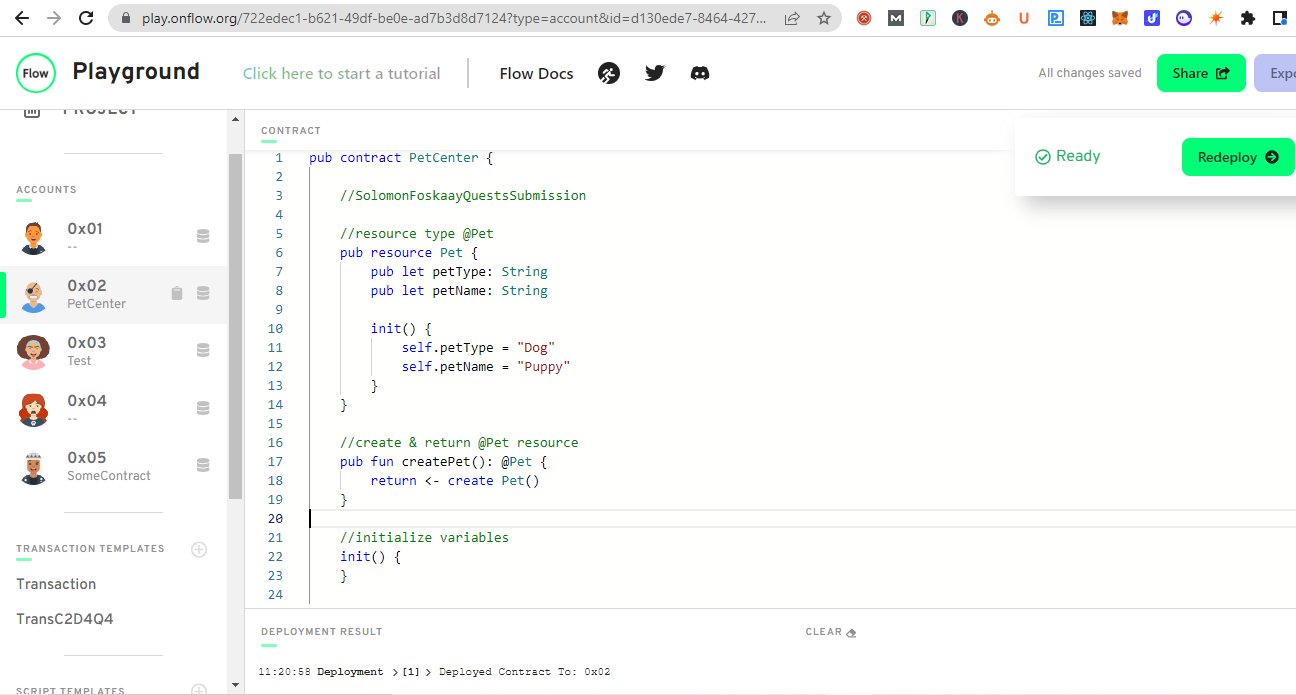 play.onflow.org/722edec1-b621-49df-be0e-ad7b3d8d7124?type=account&id=d130ede7-8464-427...
Flow Playground
Click here to start a tutorial
Flow Docs
All changes saved
Share
Expo
PROJECT
CONTRACT
Ready
Redeploy
ACCOUNTS
0x01
--
0x02
PetCenter
0x03
Test
0x04
--
0x05
SomeContract
TRANSACTION TEMPLATES
Transaction
TransC2D4Q4
SCRIPT TEMPLATES
1 pub contract PetCenter {
2
3 //SolomonFoskaayQuestsSubmission
4
5 //resource type @Pet
6 pub resource Pet {
7 pub let petType: String
8 pub let petName: String
9
10 init() {
11 self.petType = "Dog"
12 self.petName = "Puppy"
13 }
14 }
15
16 //create & return @Pet resource
17 pub fun createPet(): @Pet {
18 return <- create Pet()
19 }
20
21 //initialize variables
22 init() {
23 }
24
DEPLOYMENT RESULT
CLEAR
11:20:58 Deployment > [1] > Deployed Contract To: 0x02